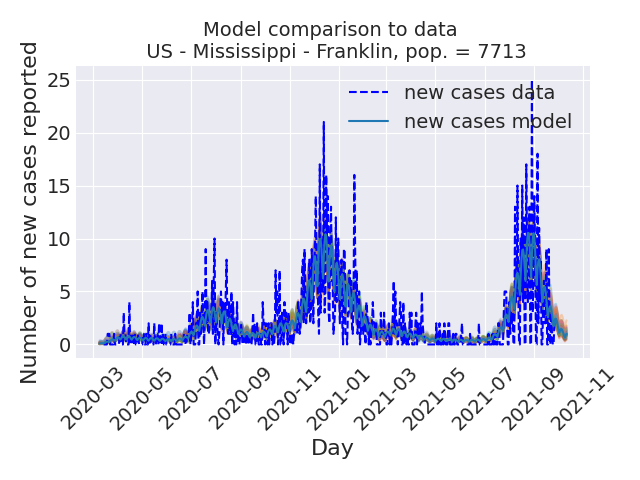 Model comparison to data
US - Mississippi - Franklin, pop. = 7713
Number of new cases reported
25
20
15
10
5
0
new cases data
new cases model
2020-03
2020-05
2020-07
2020-09
2020-11
2021-01
2021-03
2021-05
2021-07
2021-09
2021-11
Day